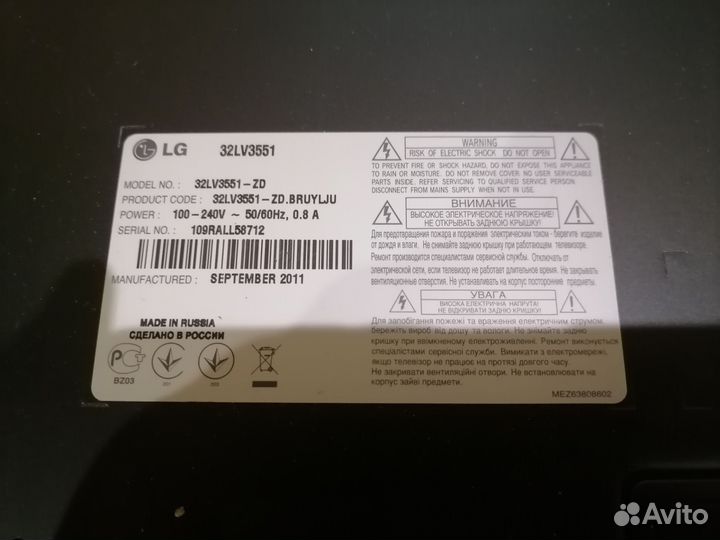 LG 32LV3551
MODEL NO. : 32LV3551-ZD
PRODUCT CODE : 32LV3551-ZD.BRUYLJU
POWER : 100-240V ~ 50/60Hz, 0.8 A
SERIAL NO. : 109RALL58712
MANUFACTURED : SEPTEMBER 2011
MADE IN RUSSIA
СДЕЛАНО В РОССИИ
BZ03
WARNING
RISK OF ELECTRIC SHOCK DO NOT OPEN
TO PREVENT FIRE OR SHOCK HAZARD, DO NOT EXPOSE THIS APPLIANCE
TO RAIN OR MOISTURE. DO NOT REMOVE COVER. NO USER SERVICEABLE
PARTS INSIDE. REFER SERVICING TO QUALIFIED SERVICE PERSONNEL
DISCONNECT FROM MAINS SUPPLY WHEN NOT IN USE.
ВНИМАНИЕ
ВЫСОКОЕ ЭЛЕКТРИЧЕСКОЕ НАПРЯЖЕНИЕ!
НЕ ОТКРЫВАЮТ ЗАДНЮЮ КРЫШКУ!
Для предотвращения пожара и поражения электрическим током - берегите изделие
от дождя и влаги. Не снимайте заднюю крышку при работающем телевизоре.
Ремонт производится специалистами сервисной службы. Отключайте от
электрической сети, если телевизор не работает длительное время. Не закрывать
вентиляционные отверстия. Не устанавливать на корпус посторонние предметы.
УВАГА
ВИСОКА ЕЛЕКТРИЧНА НАПРУГА!
НЕ ВІДКРИВАЮТЬ ЗАДНЮ КРИШКУ!
Для запобігання пожежі та враження електричним струмом,
бережіть виріб від дощу та вологи. Не знімайте задню
кришку при ввімкненому електроживленні. Ремонт виконується
спеціалістами сервісної служби. Вимикати з електромережі,
якщо телевізор не працює на протязі довгого часу.
Не закривати вентиляційні отвори. Не встановлювати на
корпус зайві предмети.
MEZ63808602
Avito